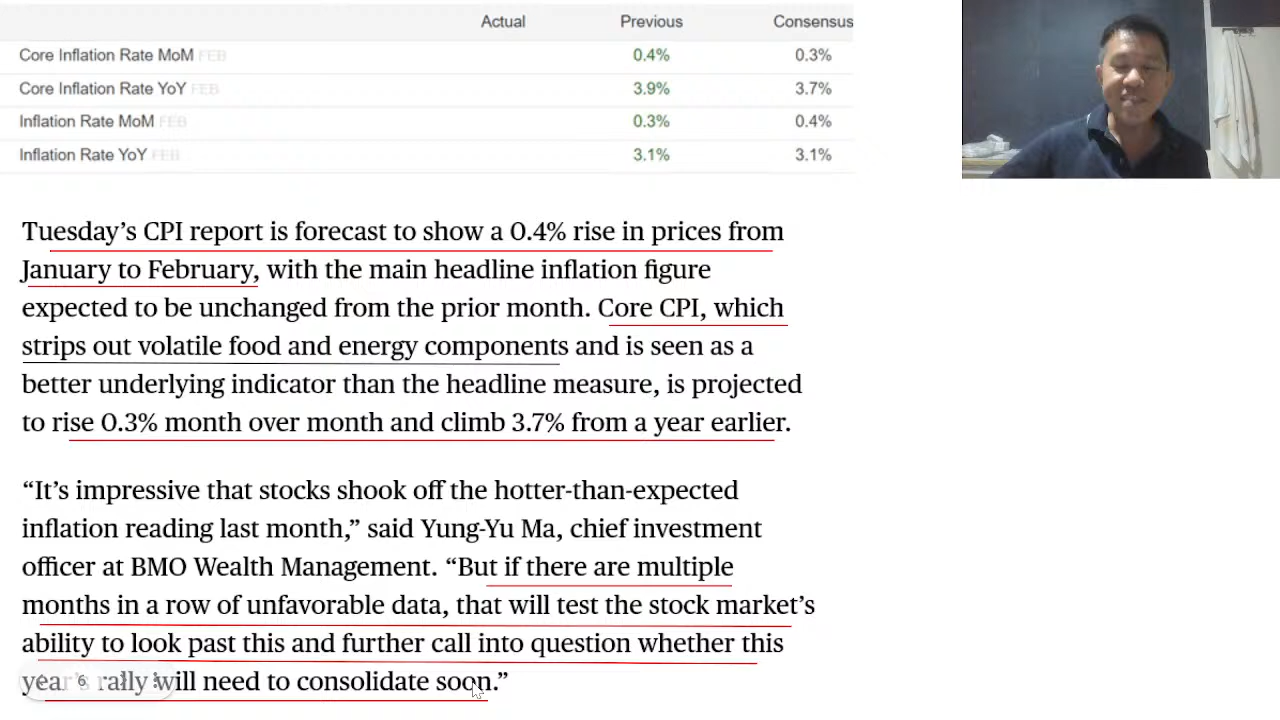 Actual Previous Consensus
Core Inflation Rate MoM FEB 0.4% 0.3%
Core Inflation Rate YoY FEB 3.9% 3.7%
Inflation Rate MoM FEB 0.3% 0.4%
Inflation Rate YoY FEB 3.1% 3.1%
Tuesday’s CPI report is forecast to show a 0.4% rise in prices from
January to February, with the main headline inflation figure
expected to be unchanged from the prior month. Core CPI, which
strips out volatile food and energy components and is seen as a
better underlying indicator than the headline measure, is projected
to rise 0.3% month over month and climb 3.7% from a year earlier.
“It’s impressive that stocks shook off the hotter-than-expected
inflation reading last month,” said Yung-Yu Ma, chief investment
officer at BMO Wealth Management. “But if there are multiple
months in a row of unfavorable data, that will test the stock market’s
ability to look past this and further call into question whether this
year’s rally will need to consolidate soon.”
6